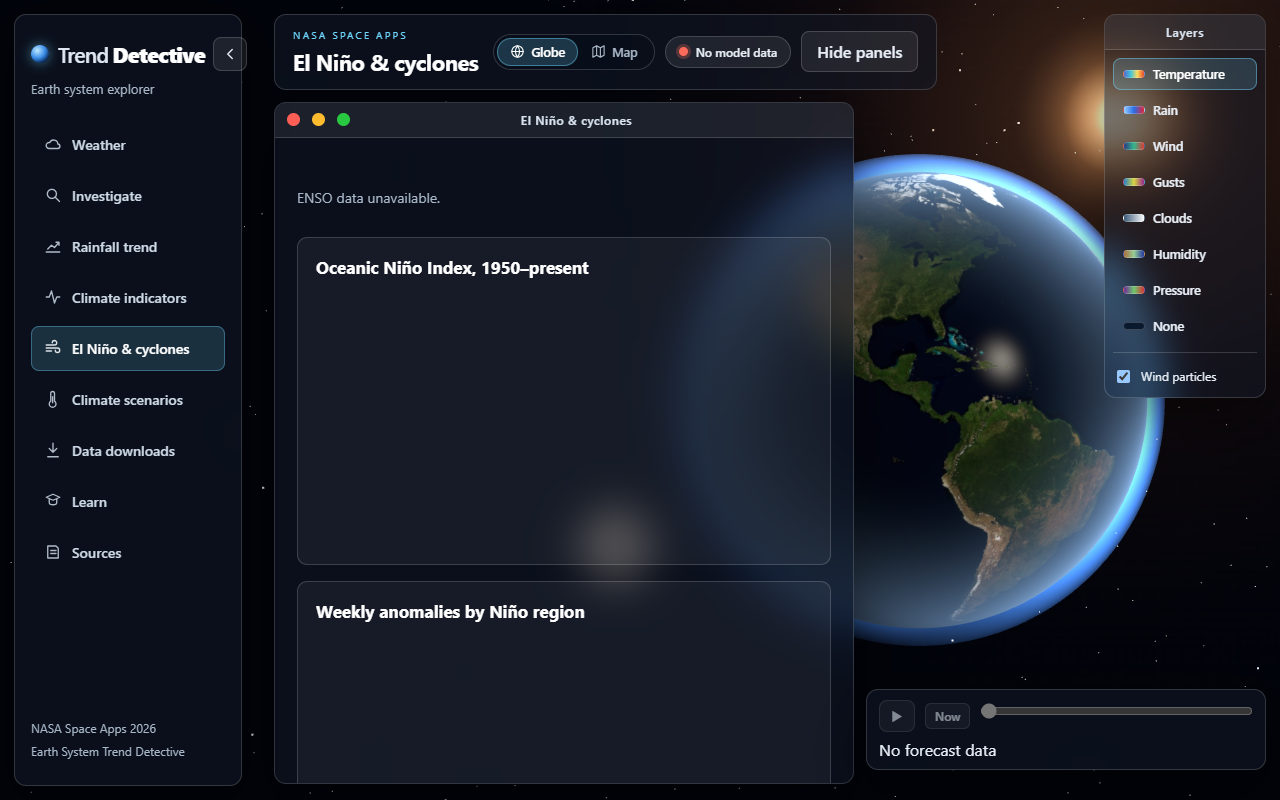 Trend Detective
Earth system explorer
Weather
Investigate
Rainfall trend
Climate indicators
El Niño & cyclones
Climate scenarios
Data downloads
Learn
Sources
NASA Space Apps 2026
Earth System Trend Detective
NASA SPACE APPS
El Niño & cyclones
Globe
Map
No model data
Hide panels
El Niño & cyclones
ENSO data unavailable.
Oceanic Niño Index, 1950–present
Weekly anomalies by Niño region
Layers
Temperature
Rain
Wind
Gusts
Clouds
Humidity
Pressure
None
Wind particles
Now
No forecast data